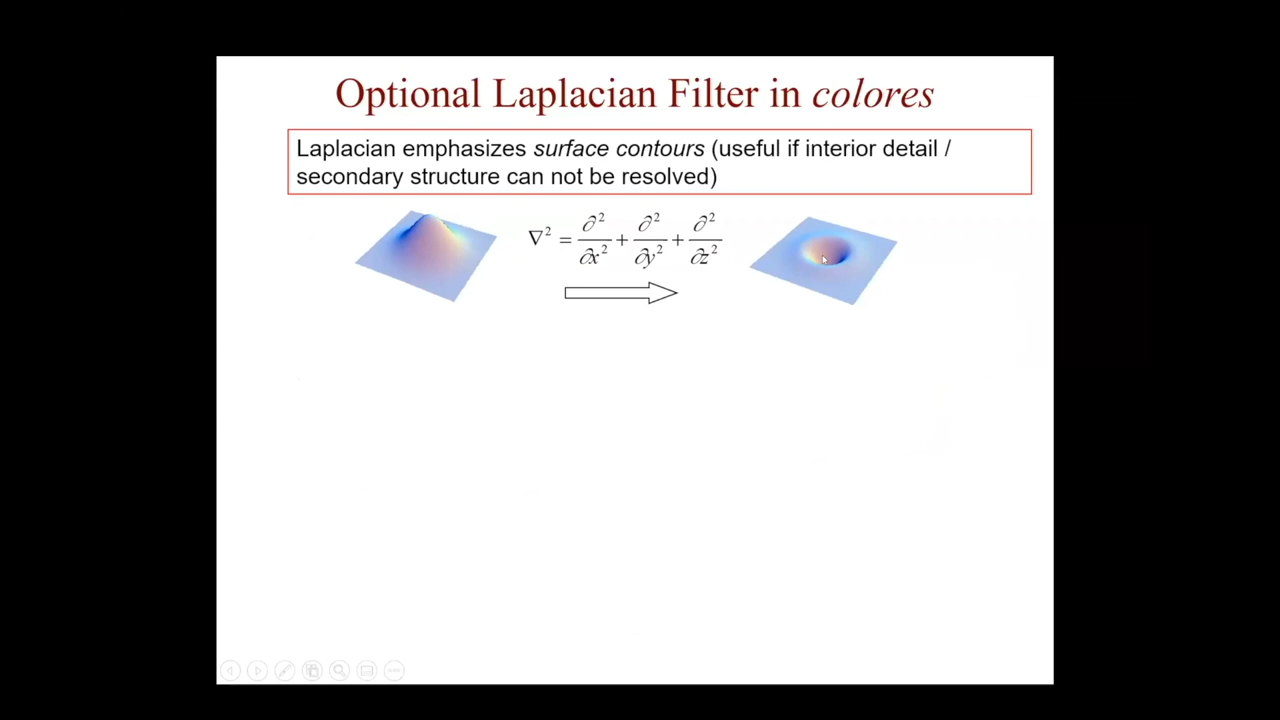 Optional Laplacian Filter in colores
Laplacian emphasizes surface contours (useful if interior detail /
secondary structure can not be resolved)
∇² = ∂²/∂x² + ∂²/∂y² + ∂²/∂z²